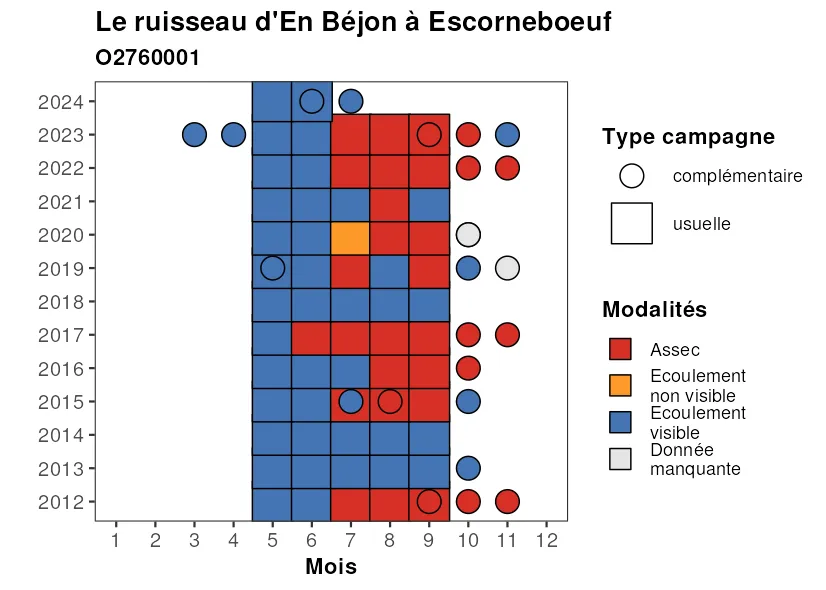 Le ruisseau d'En Béjon à Escorneboeuf
O2760001
2024
2023
2022
2021
2020
2019
2018
2017
2016
2015
2014
2013
2012
1 2 3 4 5 6 7 8 9 10 11 12
Mois
Type campagne
complémentaire
usuelle
Modalités
Assec
Ecoulement
non visible
Ecoulement
visible
Donnée
manquante